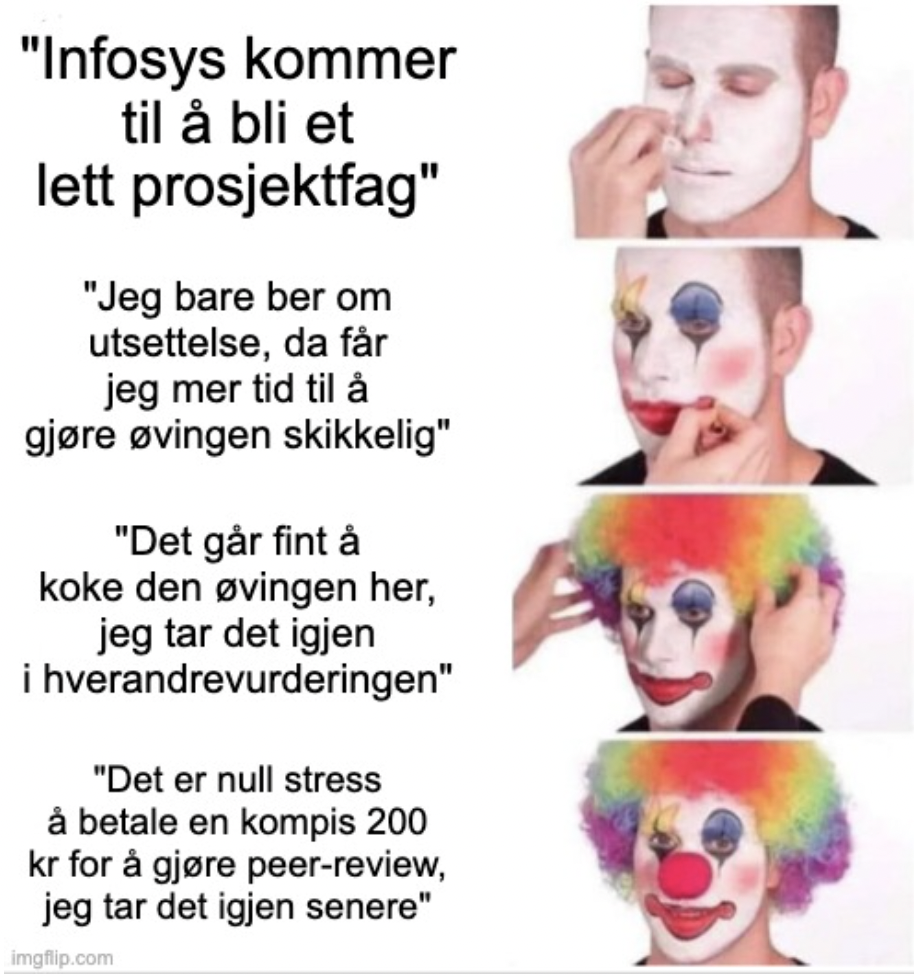 "Infosys kommer
til å bli et
lett prosjektfag"
"Jeg bare ber om
utsettelse, da får
jeg mer tid til å
gjøre øvingen skikkelig"
"Det går fint å
koke den øvingen her,
jeg tar det igjen
i hverandrevurderingen"
"Det er null stress
å betale en kompis 200
kr for å gjøre peer-review,
jeg tar det igjen senere"
imgflip.com